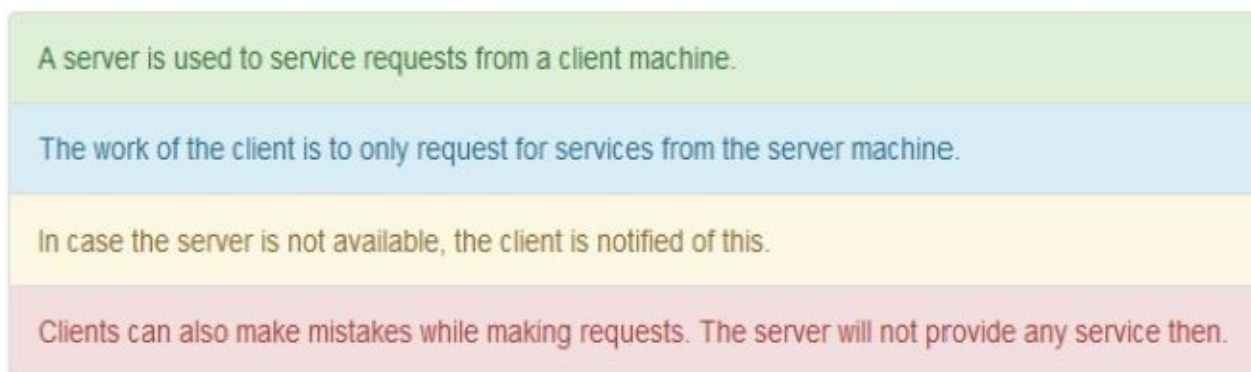 A server is used to service requests from a client machine.
The work of the client is to only request for services from the server machine.
In case the server is not available, the client is notified of this.
Clients can also make mistakes while making requests. The server will not provide any service then.